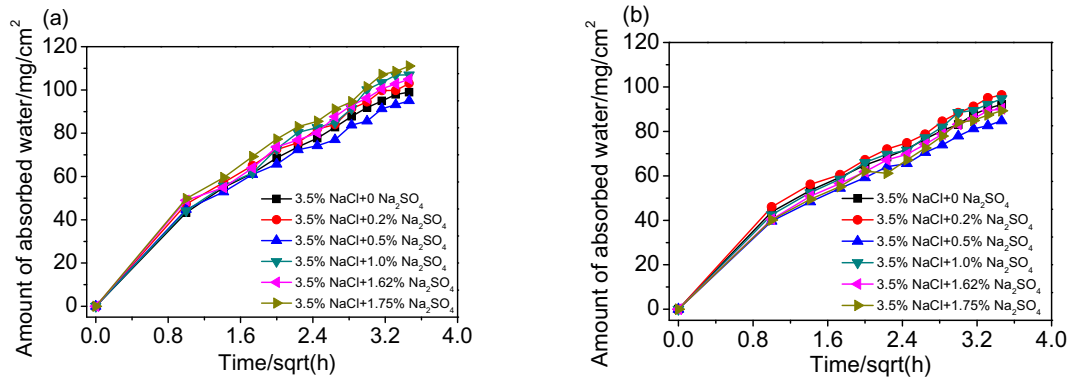 (a)
Amount of absorbed water/mg/cm²
120
100
80
60
40
20
0
3.5% NaCl+0 Na₂SO₄
3.5% NaCl+0.2% Na₂SO₄
3.5% NaCl+0.5% Na₂SO₄
3.5% NaCl+1.0% Na₂SO₄
3.5% NaCl+1.62% Na₂SO₄
3.5% NaCl+1.75% Na₂SO₄
0.0 0.8 1.6 2.4 3.2 4.0
Time/sqrt(h)
(b)
Amount of absorbed water/mg/cm²
120
100
80
60
40
20
0
3.5% NaCl+0 Na₂SO₄
3.5% NaCl+0.2% Na₂SO₄
3.5% NaCl+0.5% Na₂SO₄
3.5% NaCl+1.0% Na₂SO₄
3.5% NaCl+1.62% Na₂SO₄
3.5% NaCl+1.75% Na₂SO₄
0.0 0.8 1.6 2.4 3.2 4.0
Time/sqrt(h)